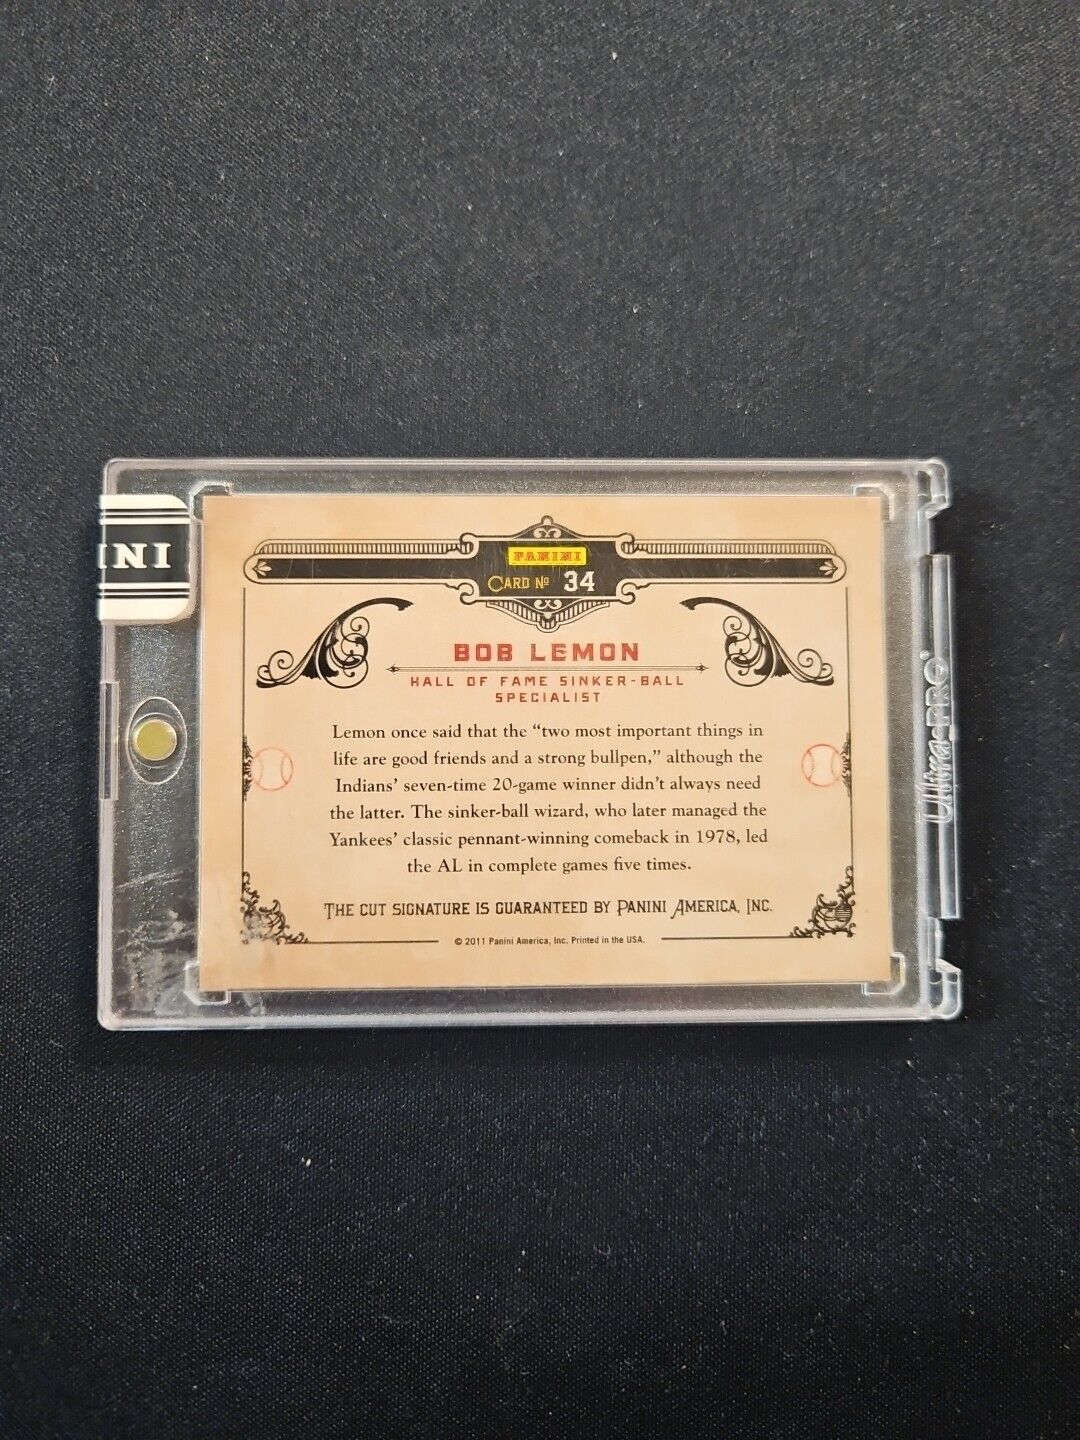 INI
PANINI
CARD Nº 34
BOB LEMON
HALL OF FAME SINKER-BALL
SPECIALIST
Lemon once said that the “two most important things in
life are good friends and a strong bullpen,” although the
Indians’ seven-time 20-game winner didn’t always need
the latter. The sinker-ball wizard, who later managed the
Yankees’ classic pennant-winning comeback in 1978, led
the AL in complete games five times.
THE CUT SIGNATURE IS GUARANTEED BY PANINI AMERICA, INC.
© 2011 Panini America, Inc. Printed in the USA.
Ultra•PRO®